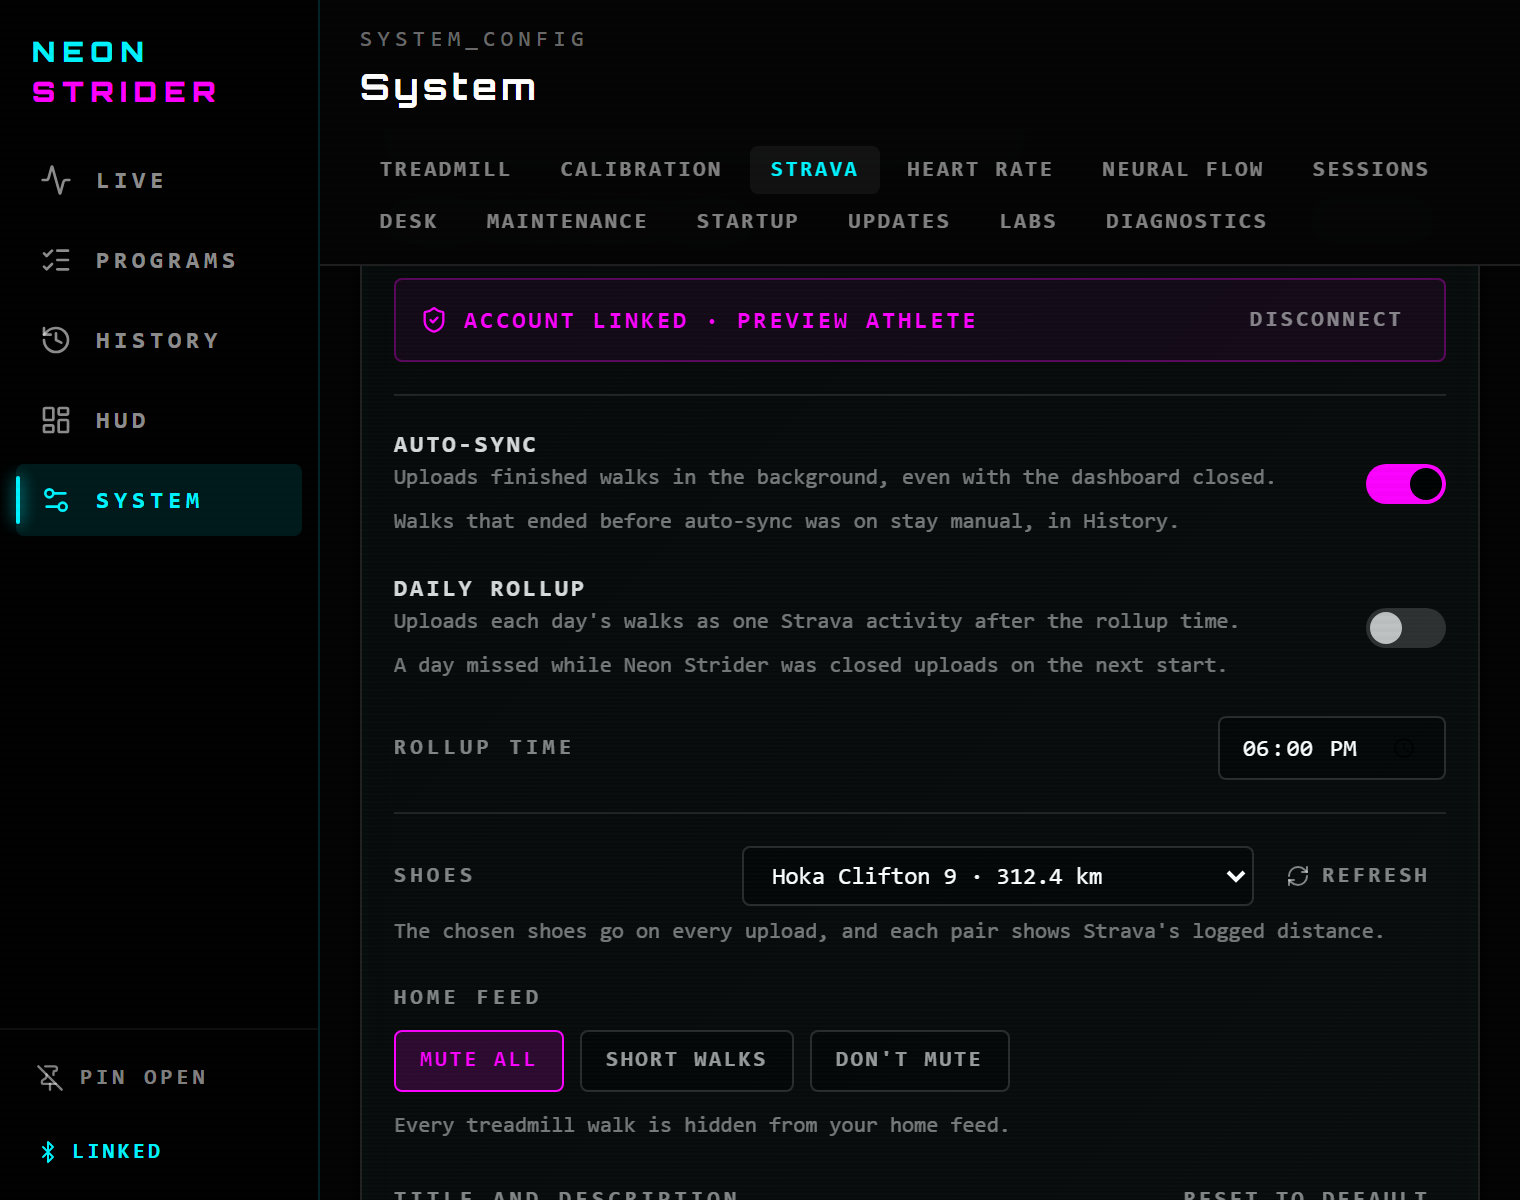 NEON
STRIDER
LIVE
PROGRAMS
HISTORY
HUD
SYSTEM
PIN OPEN
LINKED
SYSTEM_CONFIG
System
TREADMILL CALIBRATION STRAVA HEART RATE NEURAL FLOW SESSIONS
DESK MAINTENANCE STARTUP UPDATES LABS DIAGNOSTICS
ACCOUNT LINKED · PREVIEW ATHLETE DISCONNECT
AUTO-SYNC
Uploads finished walks in the background, even with the dashboard closed.
Walks that ended before auto-sync was on stay manual, in History.
DAILY ROLLUP
Uploads each day's walks as one Strava activity after the rollup time.
A day missed while Neon Strider was closed uploads on the next start.
ROLLUP TIME 06:00 PM
SHOES Hoka Clifton 9 · 312.4 km REFRESH
The chosen shoes go on every upload, and each pair shows Strava's logged distance.
HOME FEED
MUTE ALL SHORT WALKS DON'T MUTE
Every treadmill walk is hidden from your home feed.
TITLE AND DESCRIPTION RESET TO DEFAULT